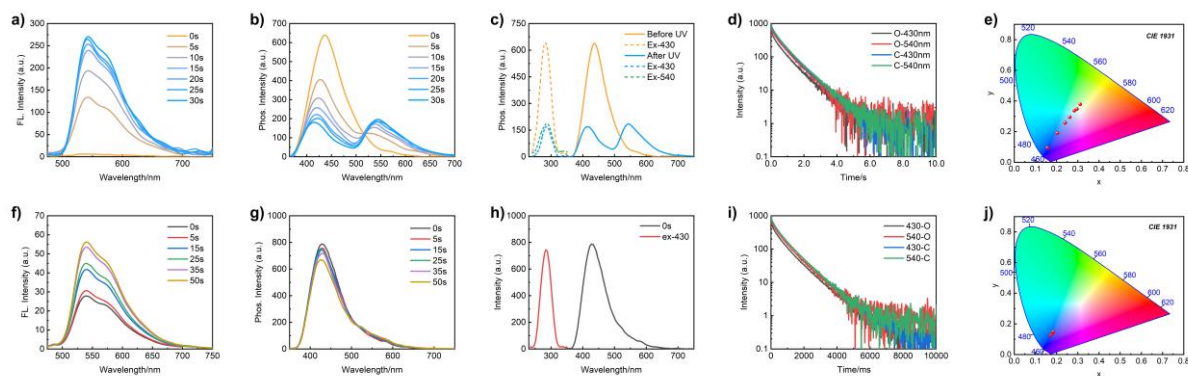 a)
FL. Intensity (a.u.)
300
250
200
150
100
50
0
500 600 700
Wavelength/nm
0s
5s
10s
15s
20s
25s
30s
b)
Phos. Intensity (a.u.)
800
600
400
200
0
400 500 600 700
Wavelength/nm
0s
5s
10s
15s
20s
25s
30s
c)
Phos. Intensity (a.u.)
750
600
450
300
150
0
300 400 500 600 700
Wavelength/nm
Before UV
Ex-430
After UV
Ex-430
Ex-540
d)
Intensity (a.u.)
1000
100
10
1
0.1
0.0 2.0 4.0 6.0 8.0 10.0
Time/s
O-430nm
O-540nm
C-430nm
C-540nm
e)
CIE 1931
y
0.8
0.6
0.4
0.2
0.0
520
540
560
580
600
620
500
480
460
0.0 0.1 0.2 0.3 0.4 0.5 0.6 0.7 0.8
x
f)
FL. Intensity (a.u.)
70
60
50
40
30
20
10
0
500 550 600 650 700 750
Wavelength/nm
0s
5s
15s
25s
35s
50s
g)
Phos. Intensity (a.u.)
1000
800
600
400
200
0
400 500 600 700
Wavelength/nm
0s
5s
15s
25s
35s
50s
h)
Intensity (a.u.)
1000
800
600
400
200
0
300 400 500 600 700
Wavelength/nm
0s
ex-430
i)
Intensity (a.u.)
1000
100
10
1
0.1
0 2000 4000 6000 8000 10000
Time/ms
430-O
540-O
430-C
540-C
j)
CIE 1931
y
0.8
0.6
0.4
0.2
0.0
520
540
560
580
600
620
500
480
460
0.0 0.1 0.2 0.3 0.4 0.5 0.6 0.7 0.8
x